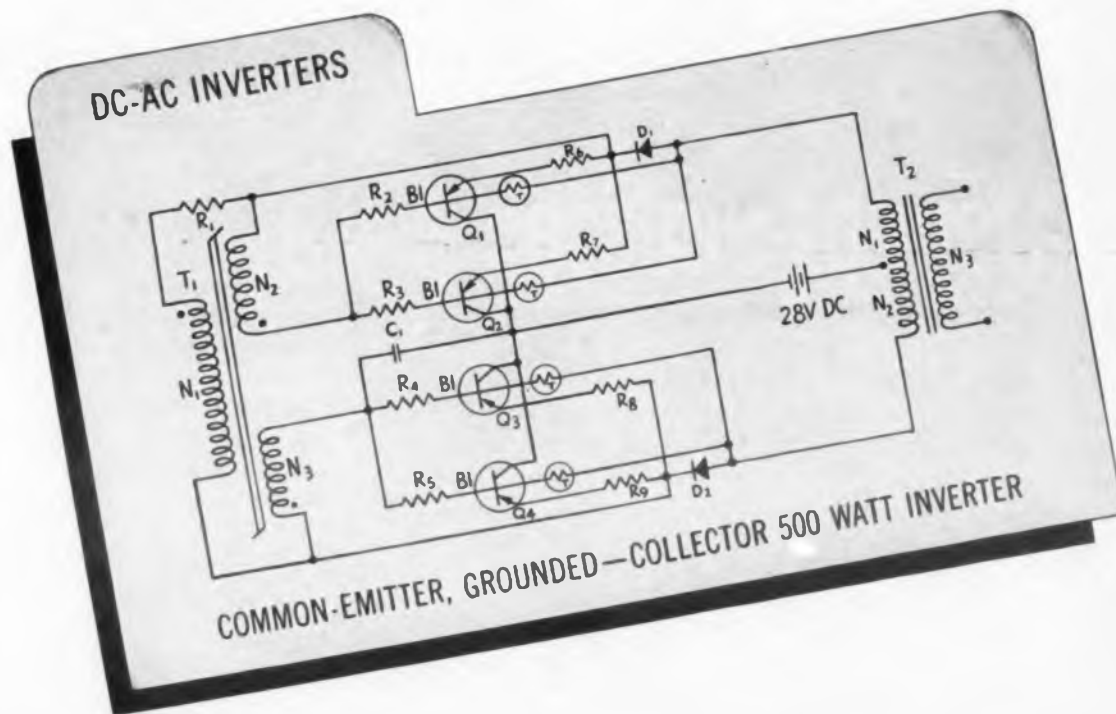 DC-AC INVERTERS
R₁
T₁
N₁
N₂
N₃
R₂ B1
Q₁
R₆
D₁
R₃ B1
Q₂
R₇
C₁
28V DC
T₂
N₁
N₂
N₃
R₄ B1
Q₃
R₈
R₅ B1
Q₄
R₉
D₂
T
T
T
T
COMMON-EMITTER, GROUNDED—COLLECTOR 500 WATT INVERTER